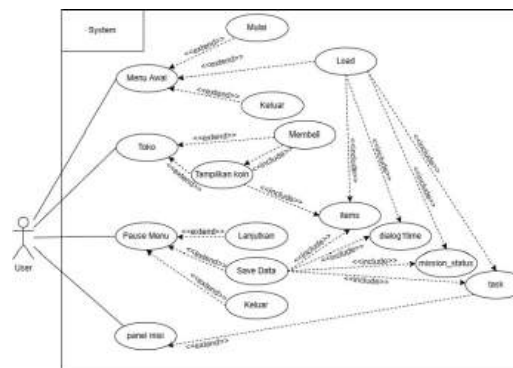 System
Mulai
<<extend>>
<<extend>>
Load
Menu Awal
<<extend>>
Keluar
<<extend>>
Membeli
Toko
<<extend>>
<<include>>
Tampilkan koin
<<include>>
<<include>>
<<include>>
<<include>>
<<include>>
items
Pause Menu
<<extend>>
Lanjutkan
dialog time
<<extend>>
Save Data
<<include>>
<<include>>
<<include>>
mission_status
<<include>>
User
<<extend>>
Keluar
task
panel misi
<<extend>>